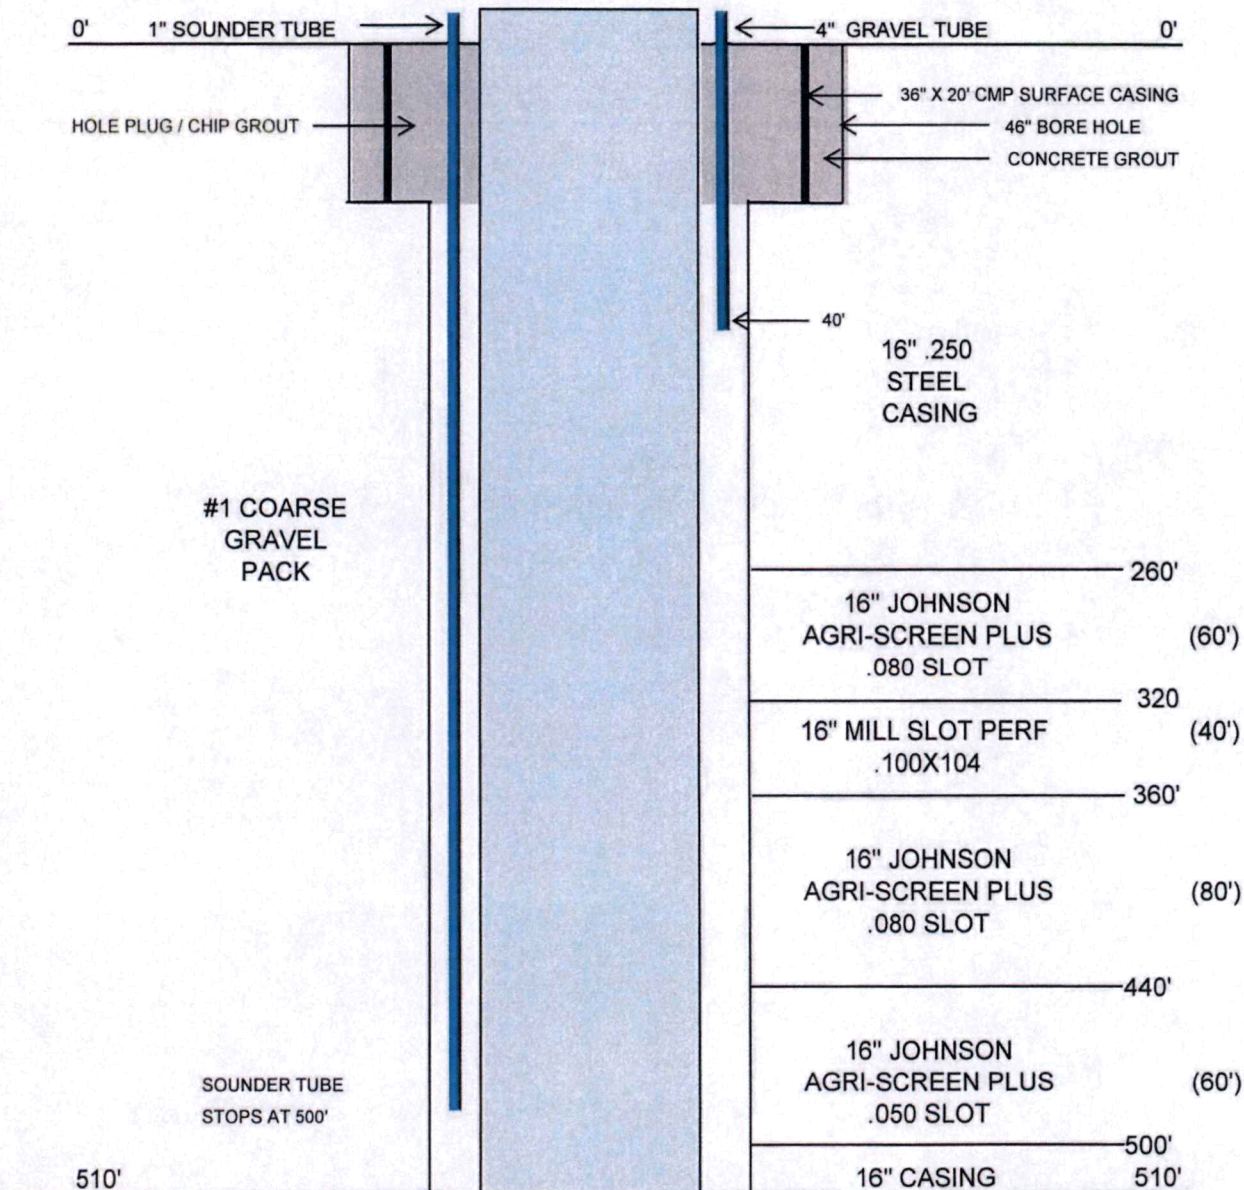 0' 1" SOUNDER TUBE 4" GRAVEL TUBE 0'
36" X 20' CMP SURFACE CASING
HOLE PLUG / CHIP GROUT 46" BORE HOLE
CONCRETE GROUT
40'
16" .250
STEEL
CASING
#1 COARSE
GRAVEL
PACK
260'
16" JOHNSON
AGRI-SCREEN PLUS (60')
.080 SLOT
320
16" MILL SLOT PERF (40')
.100X104
360'
16" JOHNSON
AGRI-SCREEN PLUS (80')
.080 SLOT
440'
16" JOHNSON
AGRI-SCREEN PLUS (60')
.050 SLOT
SOUNDER TUBE
STOPS AT 500'
500'
510' 16" CASING 510'